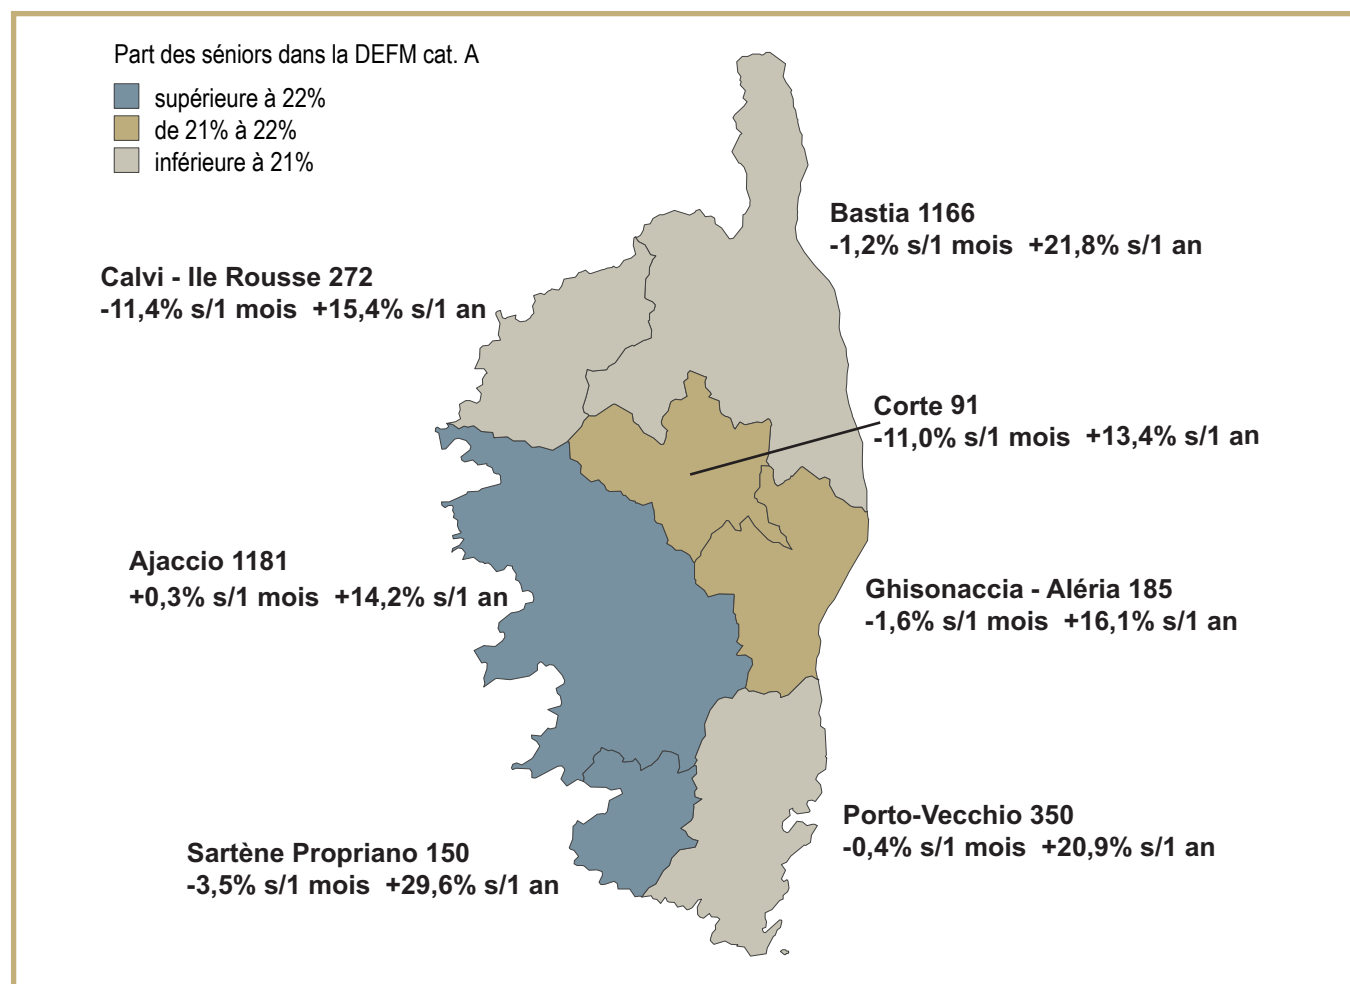 Part des séniors dans la DEFM cat. A
supérieure à 22%
de 21% à 22%
inférieure à 21%
Bastia 1166
-1,2% s/1 mois +21,8% s/1 an
Calvi - Ile Rousse 272
-11,4% s/1 mois +15,4% s/1 an
Corte 91
-11,0% s/1 mois +13,4% s/1 an
Ajaccio 1181
+0,3% s/1 mois +14,2% s/1 an
Ghisonaccia - Aléria 185
-1,6% s/1 mois +16,1% s/1 an
Porto-Vecchio 350
-0,4% s/1 mois +20,9% s/1 an
Sartène Propriano 150
-3,5% s/1 mois +29,6% s/1 an